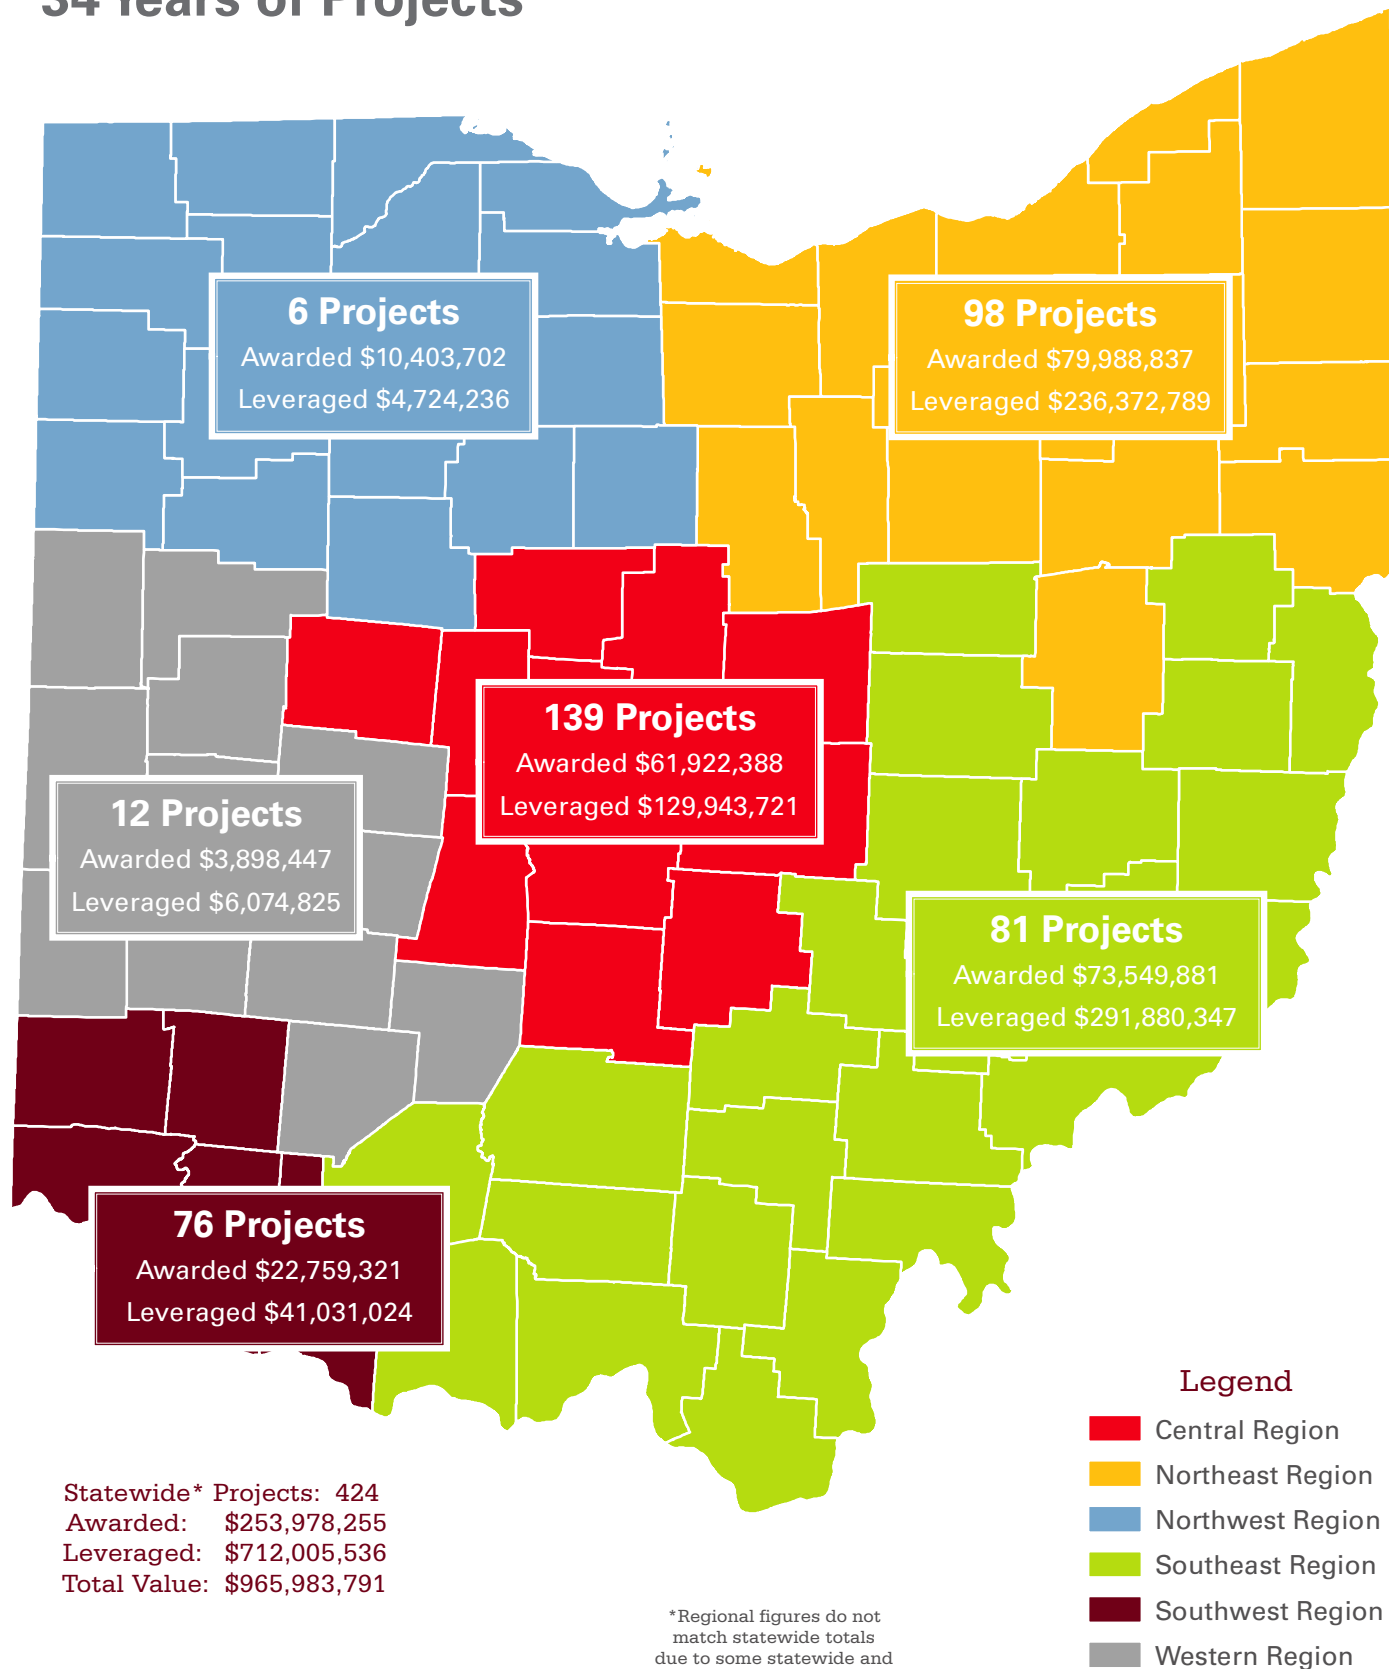 34 Years of Projects
6 Projects
Awarded $10,403,702
Leveraged $4,724,236
98 Projects
Awarded $79,988,837
Leveraged $236,372,789
139 Projects
Awarded $61,922,388
Leveraged $129,943,721
12 Projects
Awarded $3,898,447
Leveraged $6,074,825
81 Projects
Awarded $73,549,881
Leveraged $291,880,347
76 Projects
Awarded $22,759,321
Leveraged $41,031,024
Legend
Central Region
Northeast Region
Northwest Region
Southeast Region
Southwest Region
Western Region
Statewide* Projects: 424
Awarded: $253,978,255
Leveraged: $712,005,536
Total Value: $965,983,791
*Regional figures do not
match statewide totals
due to some statewide and